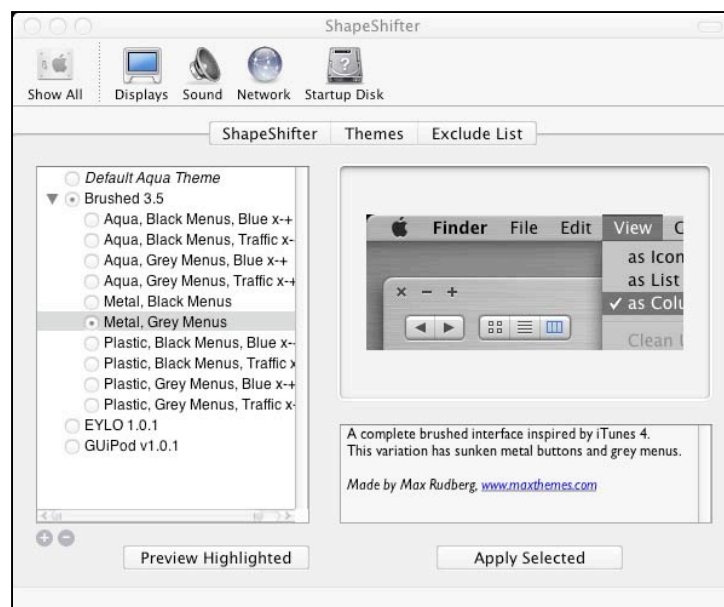 ShapeShifter
Show All Displays Sound Network Startup Disk
ShapeShifter Themes Exclude List
Default Aqua Theme
Brushed 3.5
Aqua, Black Menus, Blue x-+
Aqua, Black Menus, Traffic x-
Aqua, Grey Menus, Blue x-+
Aqua, Grey Menus, Traffic x-+
Metal, Black Menus
Metal, Grey Menus
Plastic, Black Menus, Blue x-
Plastic, Black Menus, Traffic x
Plastic, Grey Menus, Blue x-+
Plastic, Grey Menus, Traffic x-
EYLO 1.0.1
GUiPod v1.0.1
Finder File Edit View
as Icon
as List
✓ as Colu
Clean
A complete brushed interface inspired by iTunes 4.
This variation has sunken metal buttons and grey menus.
Made by Max Rudberg, www.maxthemes.com
Preview Highlighted Apply Selected